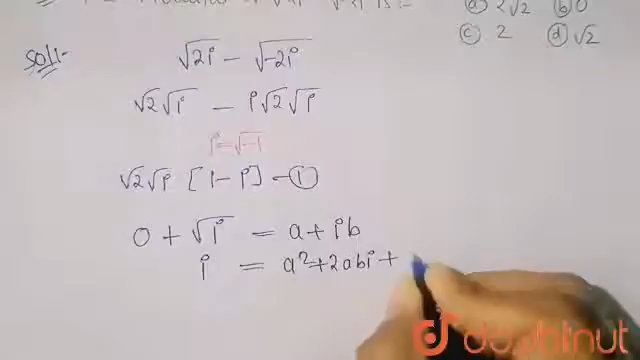 (a) 2√2 (b) 0
(c) 2 (d) √2
Sol:-
√2i - √-2i
√2√i - i√2√i
i=√-1
√2√i [1-i] -①
0 + √i = a+ib
i = a²+2abi+
doubtnut